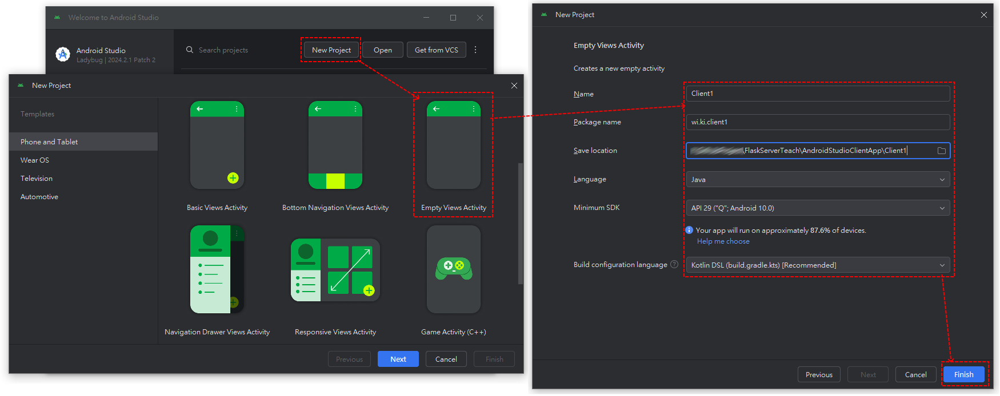 Welcome to Android Studio
Android Studio
Ladybug | 2024.2.1 Patch 2
Search projects
New Project
Open
Get from VCS
New Project
Templates
Phone and Tablet
Wear OS
Television
Automotive
Basic Views Activity
Bottom Navigation Views Activity
Empty Views Activity
Navigation Drawer Views Activity
Responsive Views Activity
Game Activity (C++)
Previous
Next
Cancel
Finish
New Project
Empty Views Activity
Creates a new empty activity
Name
Client1
Package name
wi.ki.client1
Save location
\FlaskServerTeach\AndroidStudioClientApp\Client1
Language
Java
Minimum SDK
API 29 ("Q"; Android 10.0)
Your app will run on approximately 87.6% of devices.
Help me choose
Build configuration language ?
Kotlin DSL (build.gradle.kts) [Recommended]
Previous
Next
Cancel
Finish